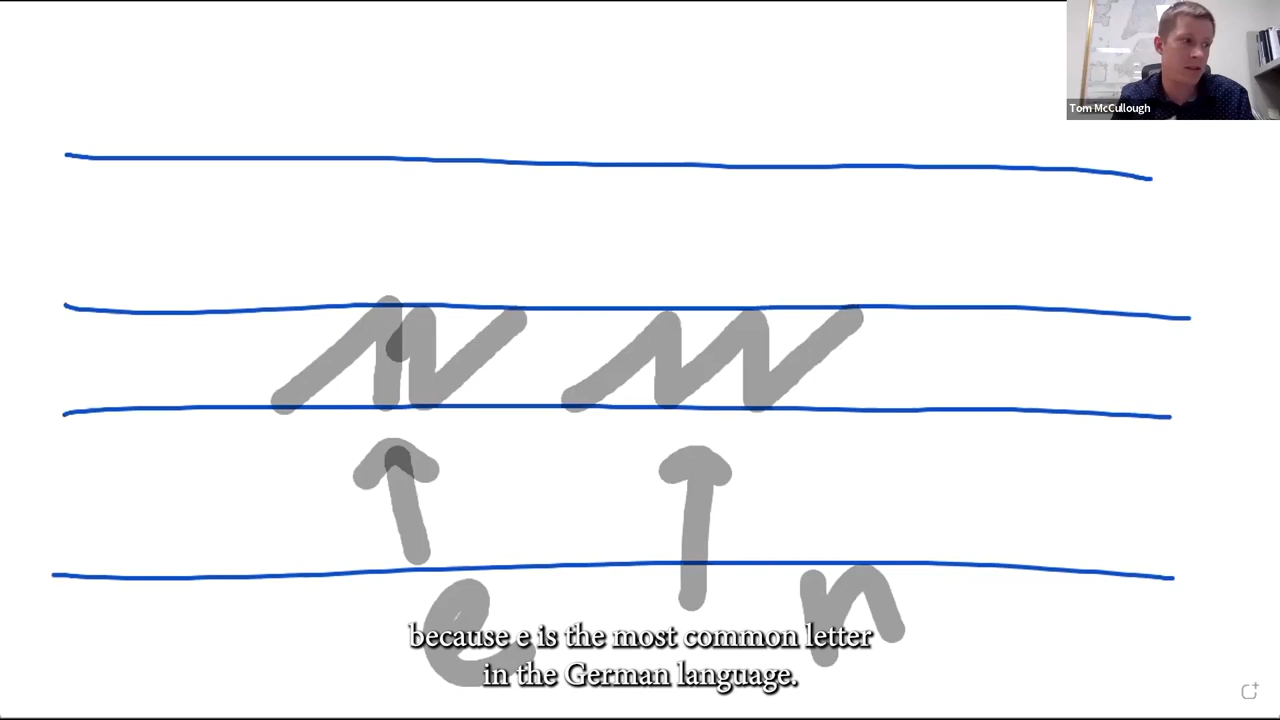 Tom McCullough
e n
e n
because e is the most common letter
in the German language.